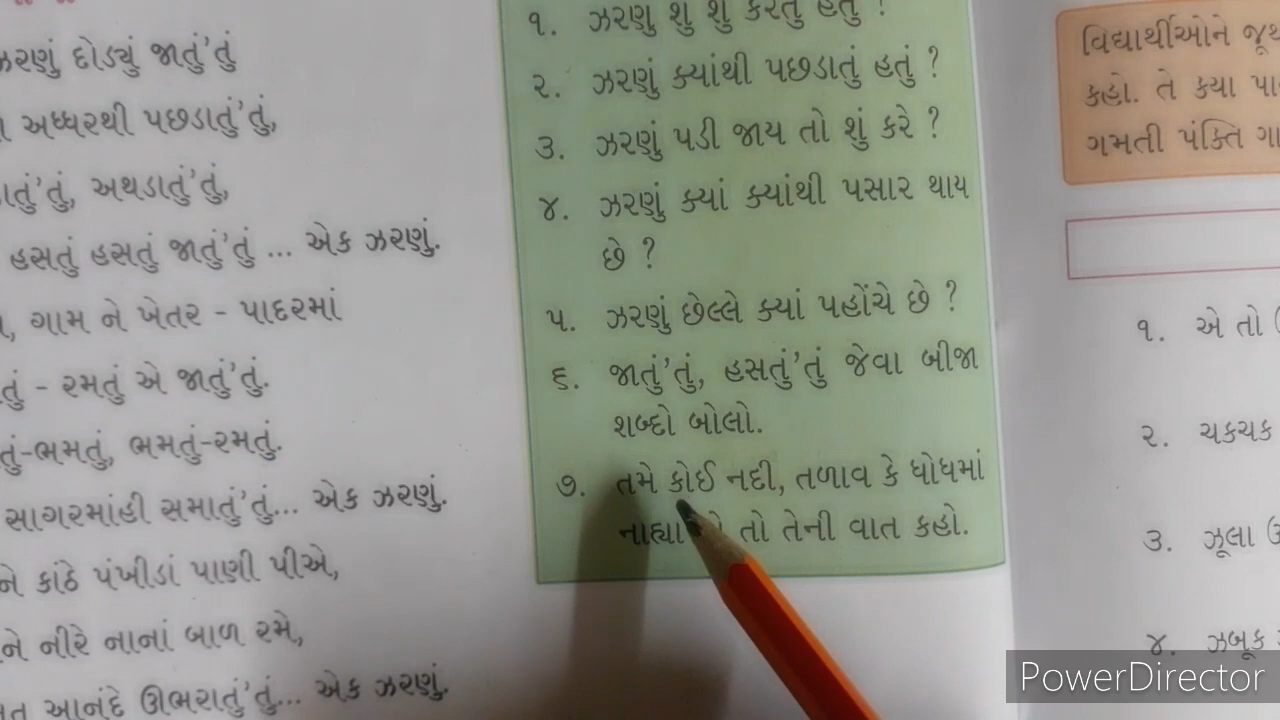 ઝરણું દોડ્યું જાતું'તું
અધ્ધરથી પછડાતું'તું,
અથડાતું'તું,
હસતું હસતું જાતું'તું ... એક ઝરણું.
ગામ ને ખેતર - પાદરમાં
રમતું એ જાતું'તું.
ભમતું, ભમતું-રમતું.
સાગરમાંહી સમાતું'તું... એક ઝરણું.
ને કાંઠે પંખીડાં પાણી પીએ,
ને નીરે નાનાં બાળ રમે,
આનંદે ઊભરાતું'તું... એક ઝરણું.
૧. ઝરણું શું શું કરતું હતું ?
૨. ઝરણું ક્યાંથી પછડાતું હતું ?
૩. ઝરણું પડી જાય તો શું કરે ?
૪. ઝરણું ક્યાં ક્યાંથી પસાર થાય
છે ?
૫. ઝરણું છેલ્લે ક્યાં પહોંચે છે ?
૬. જાતું'તું, હસતું'તું જેવા બીજા
શબ્દો બોલો.
૭. તમે કોઈ નદી, તળાવ કે ધોધમાં
નાહ્યા તો તેની વાત કહો.
વિદ્યાર્થીઓને
કહો. તે કયા
ગમતી પંક્તિ
૧. એ તો
૨. ચકચક
૩. ઝૂલા
૪. ઝબૂક
PowerDirector